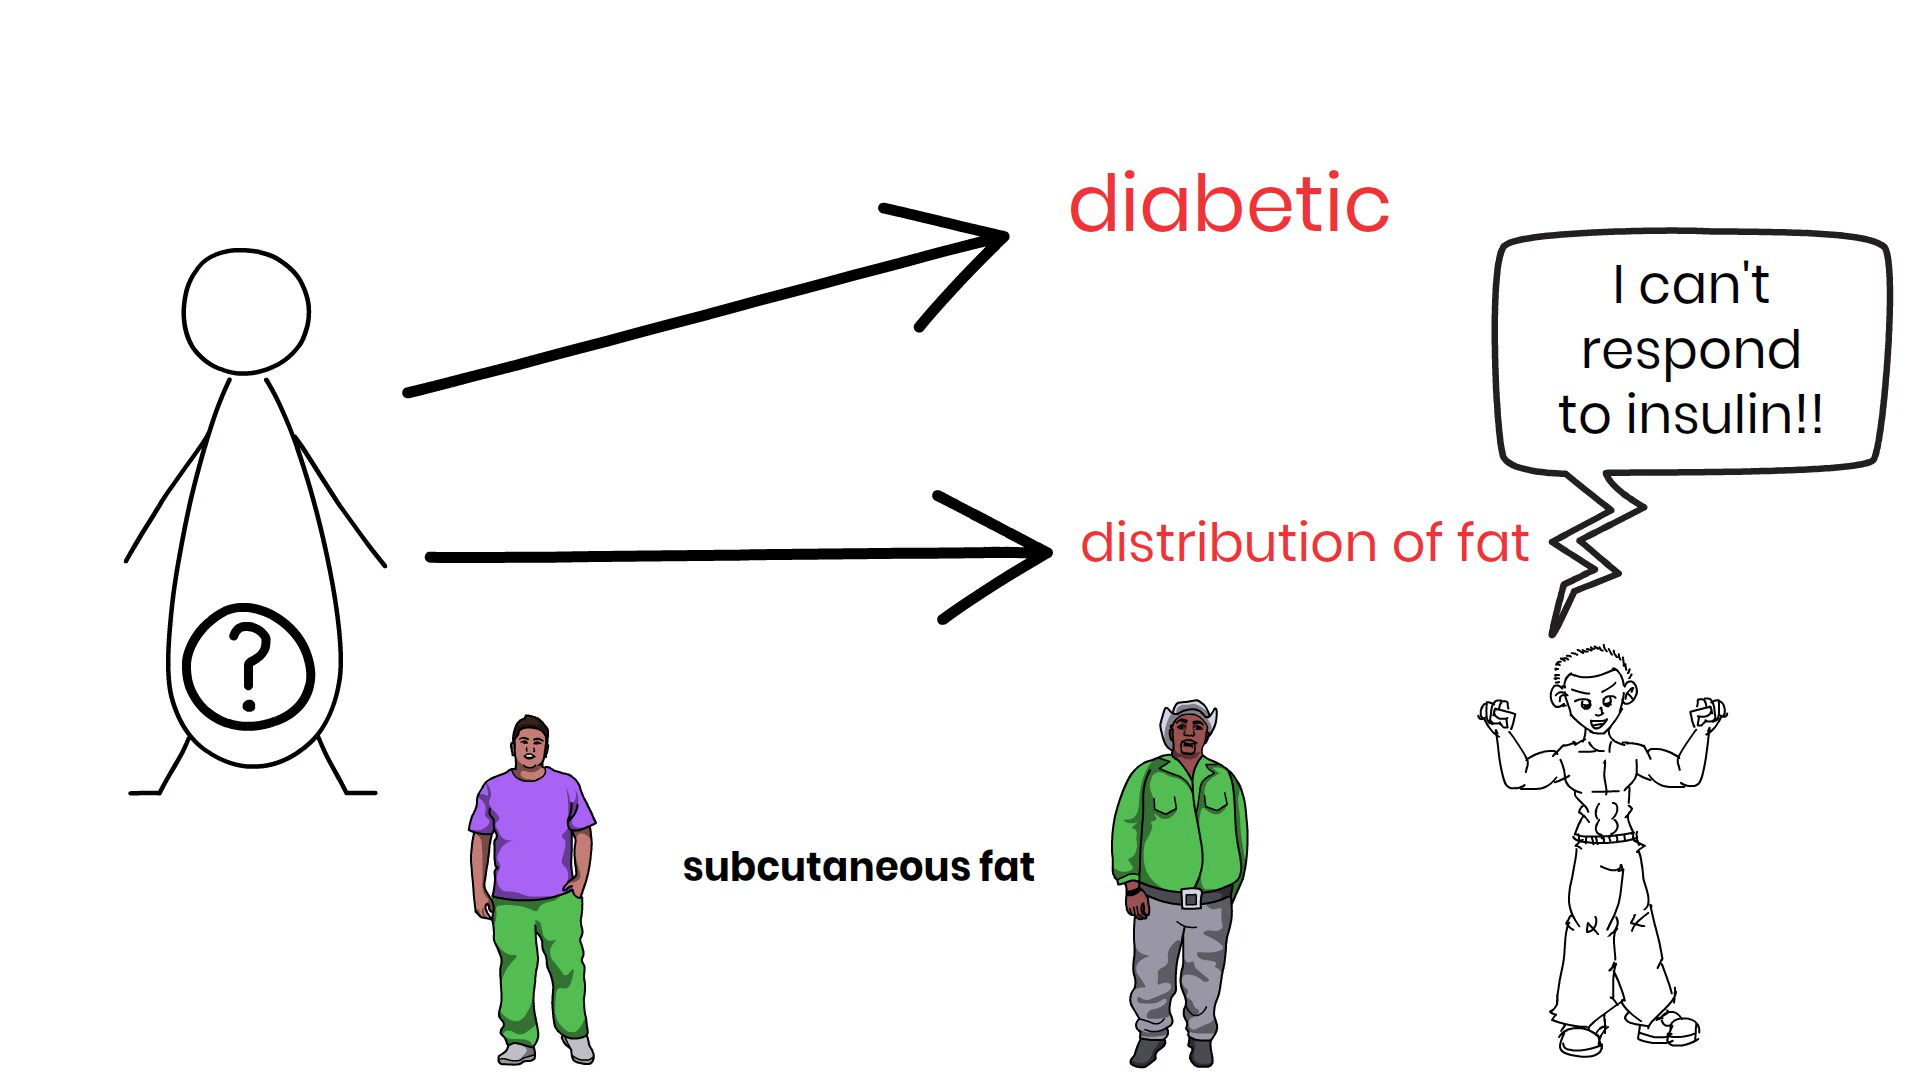 diabetic
I can't
respond
to insulin!!
distribution of fat
?
subcutaneous fat